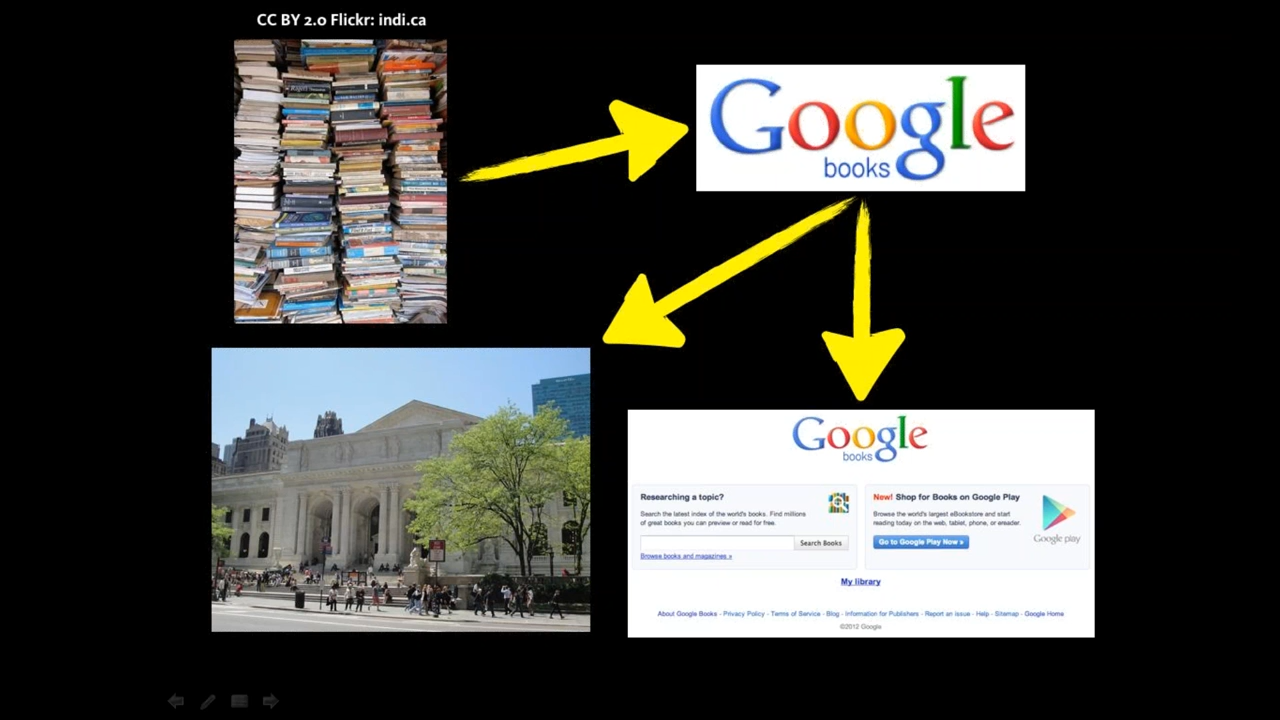 CC BY 2.0 Flickr: indi.ca
Google
books
Google
books
Researching a topic?
Search the latest index of the world's books. Find millions
of great books you can preview or read for free.
Search Books
Browse books and magazines »
New! Shop for Books on Google Play
Browse the world's largest eBookstore and start
reading today on the web, tablet, phone, or ereader.
Go to Google Play Now »
Google play
My library
About Google Books - Privacy Policy - Terms of Service - Blog - Information for Publishers - Report an issue - Help - Sitemap - Google Home
©2012 Google